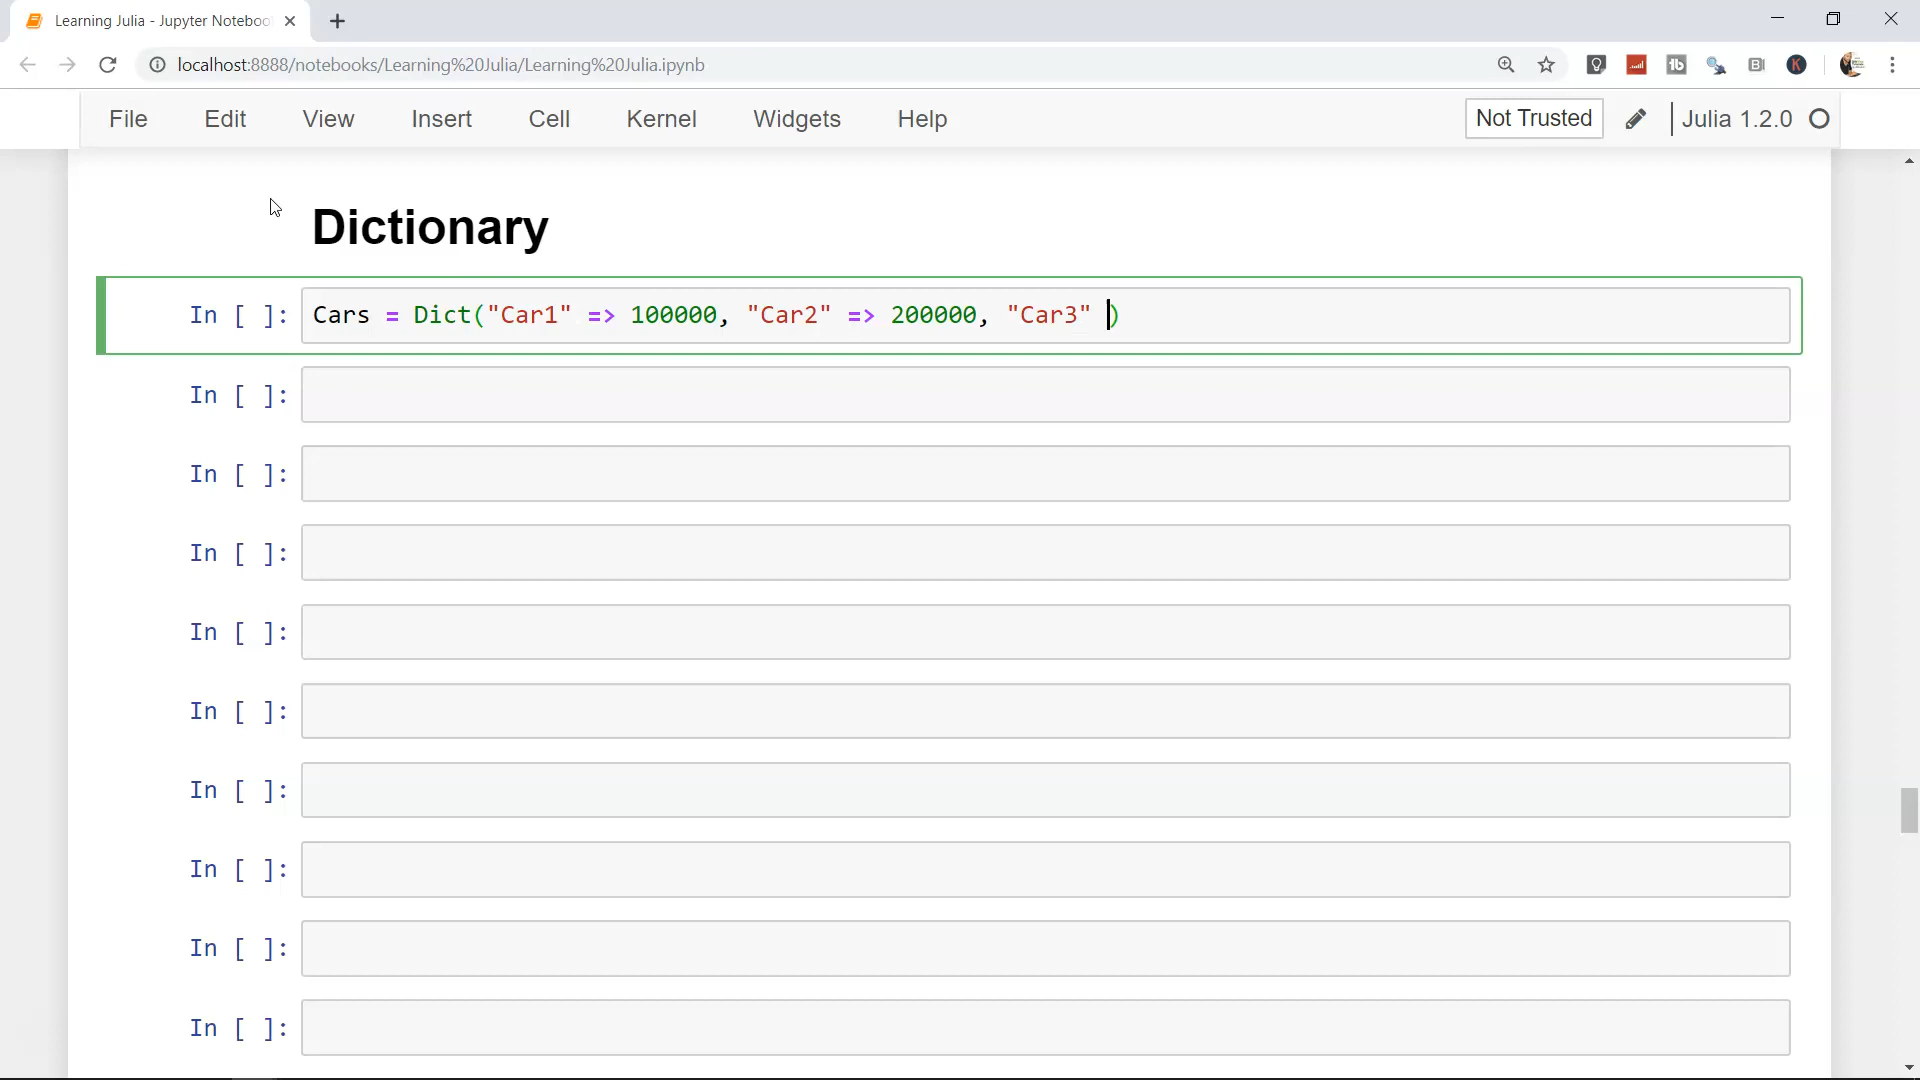 Learning Julia - Jupyter Noteboo
localhost:8888/notebooks/Learning%20Julia/Learning%20Julia.ipynb
File Edit View Insert Cell Kernel Widgets Help Not Trusted Julia 1.2.0
Dictionary
In [ ]: Cars = Dict("Car1" => 100000, "Car2" => 200000, "Car3" )
In [ ]:
In [ ]:
In [ ]:
In [ ]:
In [ ]:
In [ ]:
In [ ]:
In [ ]:
In [ ]: